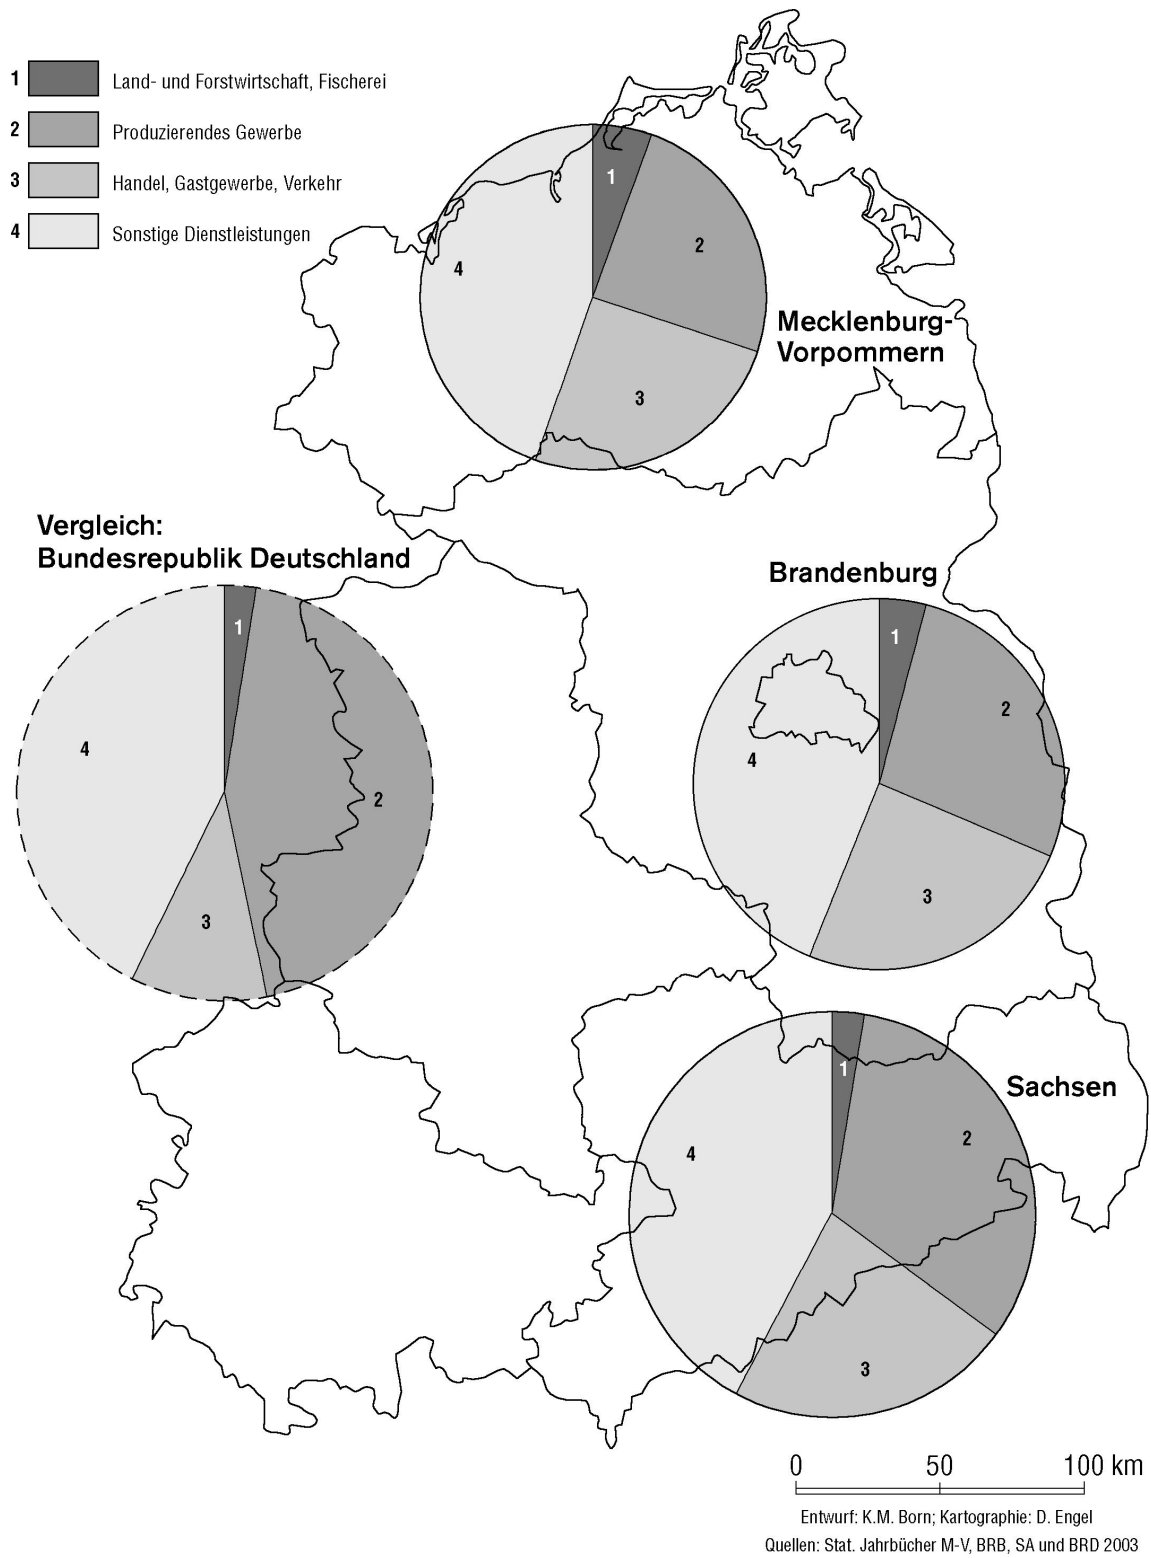 1 Land- und Forstwirtschaft, Fischerei
2 Produzierendes Gewerbe
3 Handel, Gastgewerbe, Verkehr
4 Sonstige Dienstleistungen
1
2
3
4
Mecklenburg-
Vorpommern
Vergleich:
Bundesrepublik Deutschland
1
2
3
4
Brandenburg
1
2
3
4
Sachsen
1
2
3
4
0 50 100 km
Entwurf: K.M. Born; Kartographie: D. Engel
Quellen: Stat. Jahrbücher M-V, BRB, SA und BRD 2003